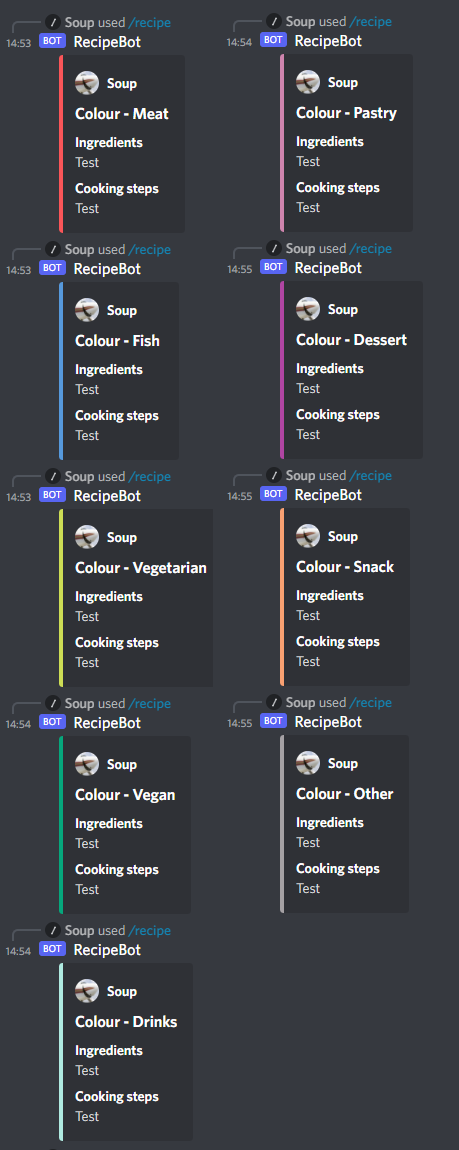 Soup used /recipe
14:53 BOT RecipeBot
Soup
Colour - Meat
Ingredients
Test
Cooking steps
Test
Soup used /recipe
14:53 BOT RecipeBot
Soup
Colour - Fish
Ingredients
Test
Cooking steps
Test
Soup used /recipe
14:53 BOT RecipeBot
Soup
Colour - Vegetarian
Ingredients
Test
Cooking steps
Test
Soup used /recipe
14:54 BOT RecipeBot
Soup
Colour - Vegan
Ingredients
Test
Cooking steps
Test
Soup used /recipe
14:54 BOT RecipeBot
Soup
Colour - Drinks
Ingredients
Test
Cooking steps
Test
Soup used /recipe
14:54 BOT RecipeBot
Soup
Colour - Pastry
Ingredients
Test
Cooking steps
Test
Soup used /recipe
14:55 BOT RecipeBot
Soup
Colour - Dessert
Ingredients
Test
Cooking steps
Test
Soup used /recipe
14:55 BOT RecipeBot
Soup
Colour - Snack
Ingredients
Test
Cooking steps
Test
Soup used /recipe
14:55 BOT RecipeBot
Soup
Colour - Other
Ingredients
Test
Cooking steps
Test